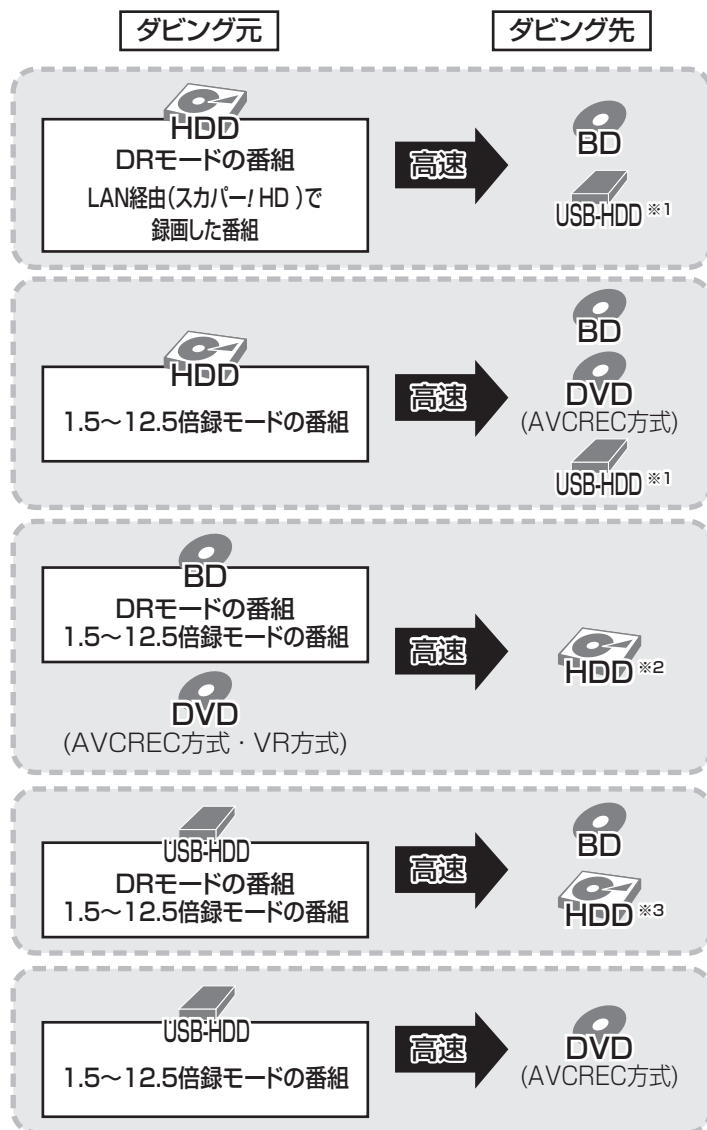 ダビング元
ダビング先
HDD
DRモードの番組
LAN経由(スカパー! HD )で
録画した番組
高速
BD
USB-HDD ※1
HDD
1.5～12.5倍録モードの番組
高速
BD
DVD
(AVCREC方式)
USB-HDD ※1
BD
DRモードの番組
1.5～12.5倍録モードの番組
DVD
(AVCREC方式・VR方式)
高速
HDD ※2
USB-HDD
DRモードの番組
1.5～12.5倍録モードの番組
高速
BD
HDD ※3
USB-HDD
1.5～12.5倍録モードの番組
高速
DVD
(AVCREC方式)